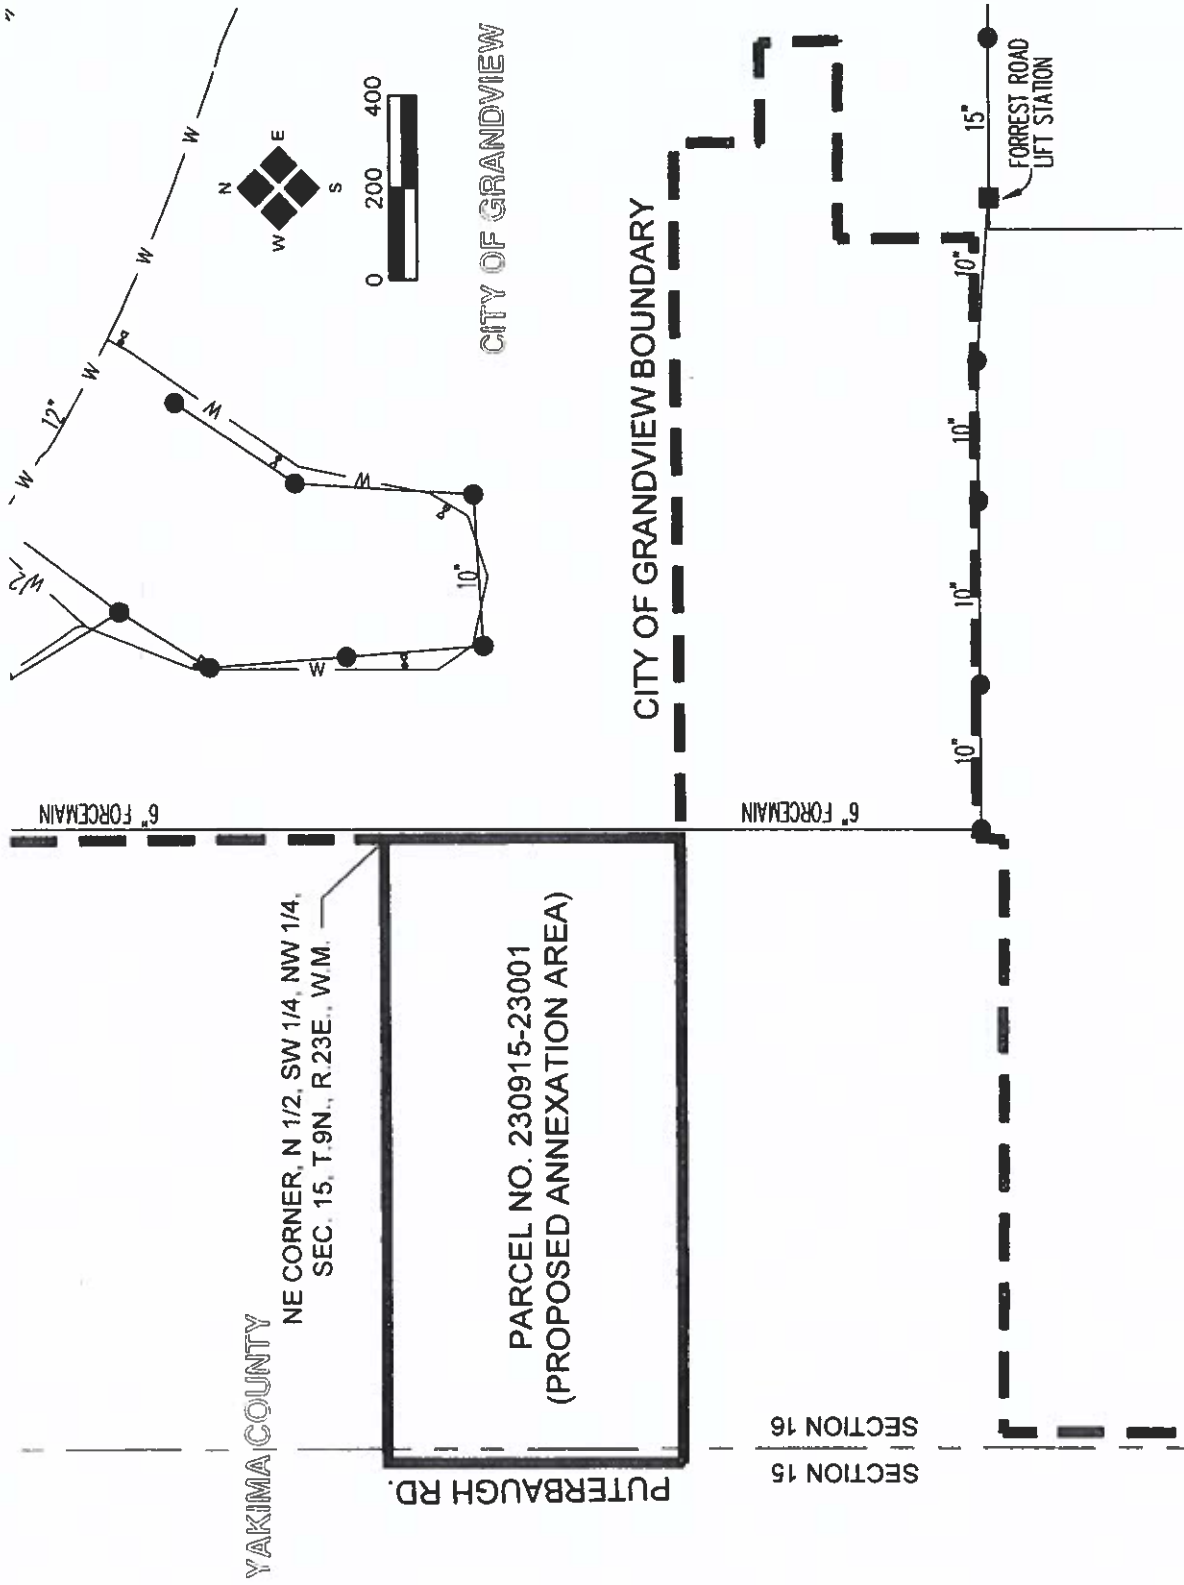 YAKIMA COUNTY
NE CORNER, N 1/2, SW 1/4, NW 1/4,
SEC. 15, T.9N., R.23E., W.M.
PARCEL NO. 230915-23001
(PROPOSED ANNEXATION AREA)
PUTERBAUGH RD.
SECTION 15
SECTION 16
6" FORCEMAIN
6" FORCEMAIN
W
12"
W
W
W
W
W
W
10"
N
W
E
S
0
200
400
CITY OF GRANDVIEW
CITY OF GRANDVIEW BOUNDARY
10"
10"
10"
10"
15"
FORREST ROAD
LIFT STATION